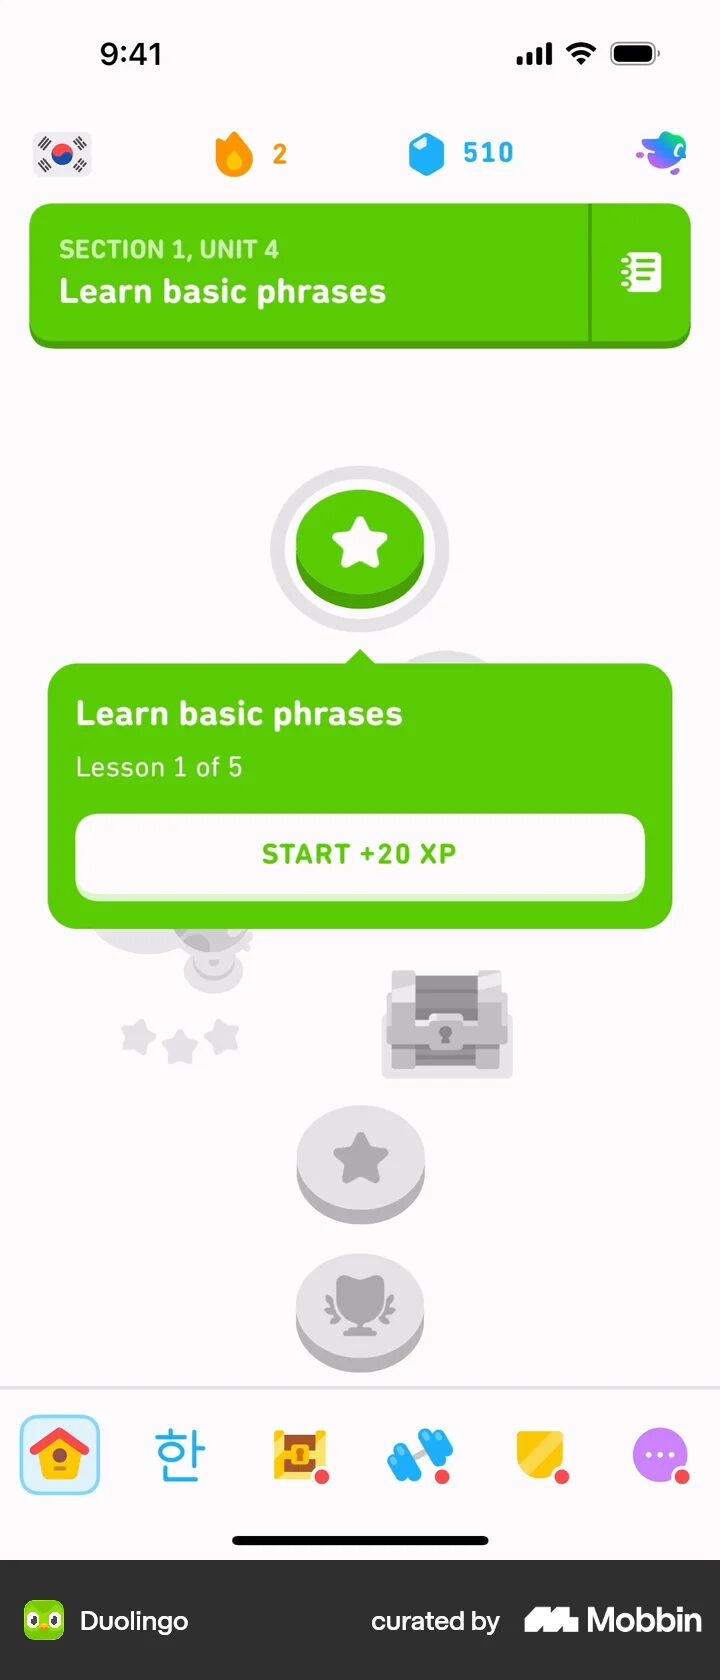 9:41
2
510
SECTION 1, UNIT 4
Learn basic phrases
Learn basic phrases
Lesson 1 of 5
START +20 XP
한
Duolingo
curated by Mobbin